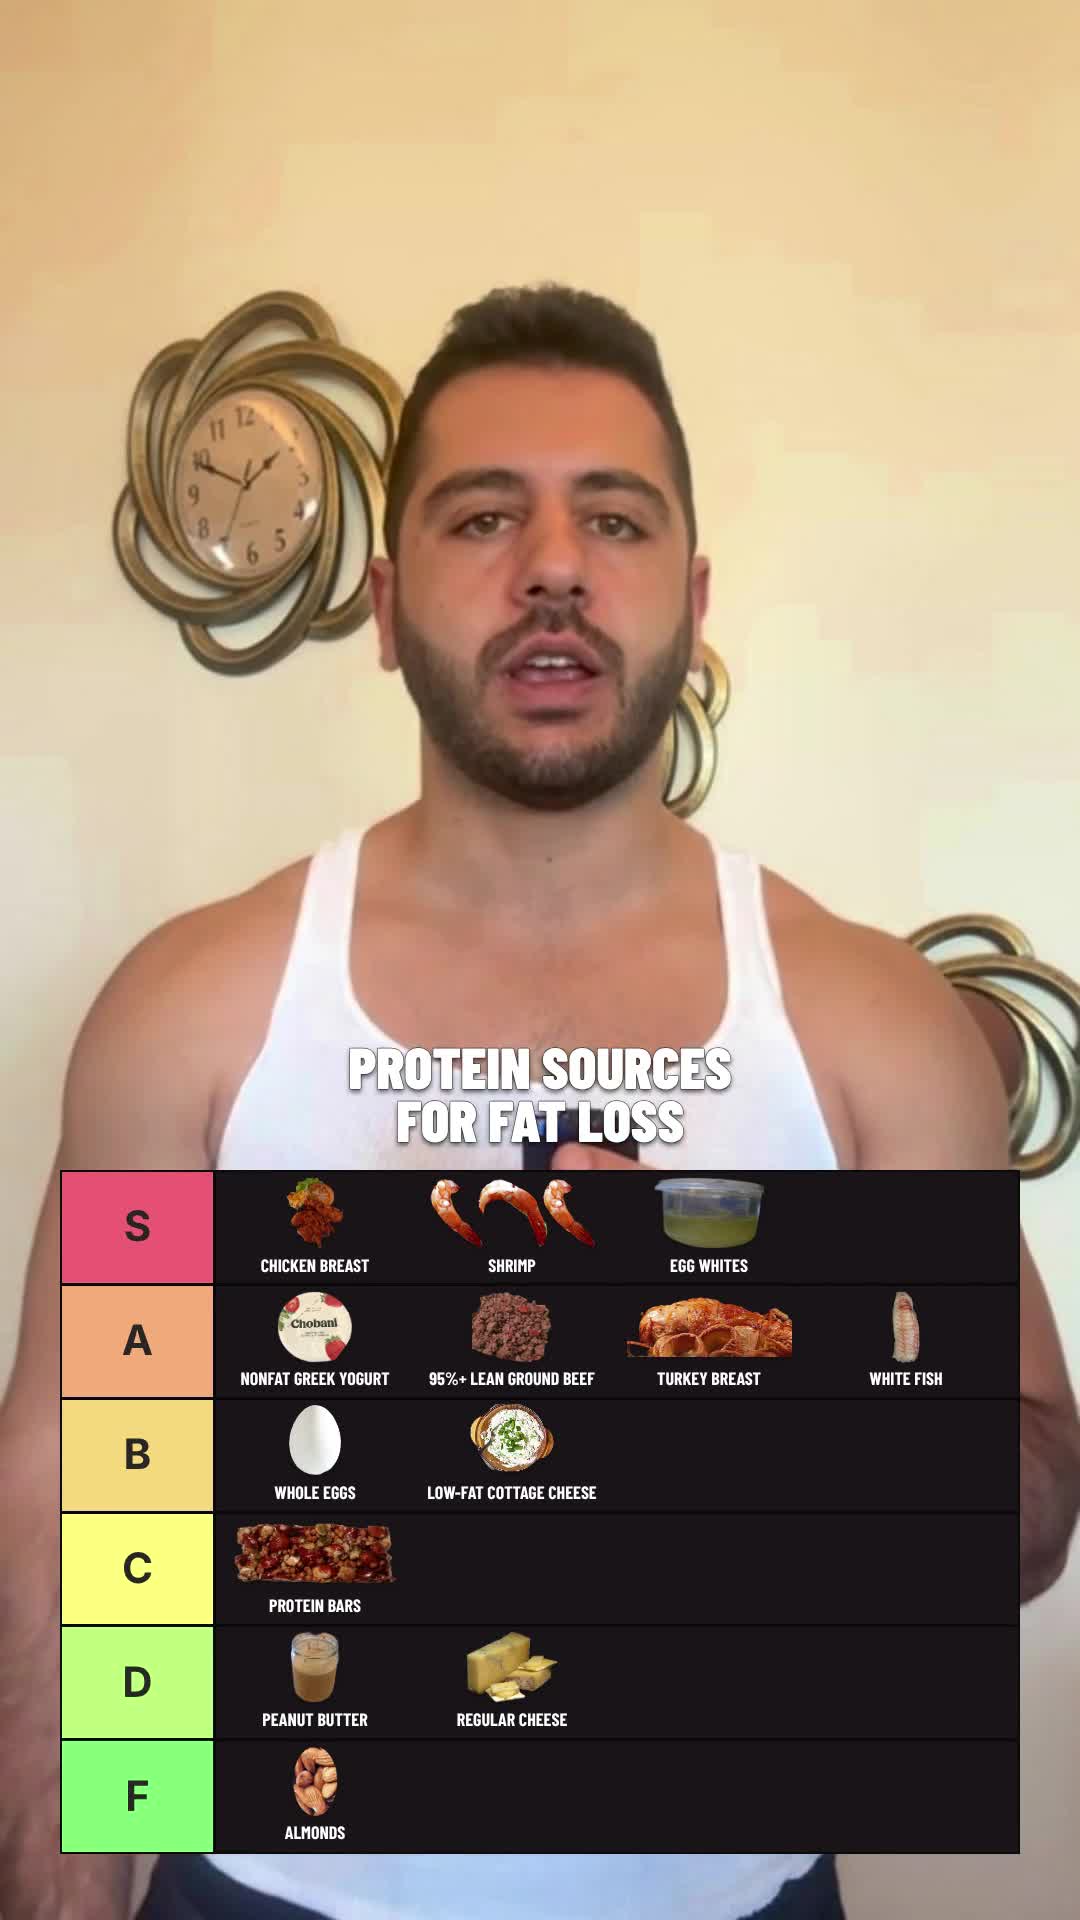 12
11
10
9
8
6
5
4
3
PROTEIN SOURCES
FOR FAT LOSS
S
CHICKEN BREAST
SHRIMP
EGG WHITES
A
Chobani
NONFAT GREEK YOGURT
95%+ LEAN GROUND BEEF
TURKEY BREAST
WHITE FISH
B
WHOLE EGGS
LOW-FAT COTTAGE CHEESE
C
PROTEIN BARS
D
PEANUT BUTTER
REGULAR CHEESE
F
ALMONDS